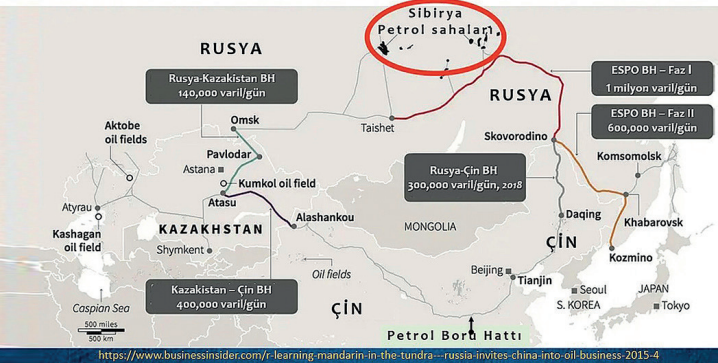 Sibirya
Petrol sahaları
RUSYA
Rusya-Kazakistan BH
140,000 varil/gün
ESPO BH – Faz I
1 milyon varil/gün
RUSYA
ESPO BH – Faz II
600,000 varil/gün
Omsk
Taishet
Skovorodino
Aktobe
oil fields
Pavlodar
Komsomolsk
Astana
Rusya-Çin BH
300,000 varil/gün, 2018
Kumkol oil field
Atasu
Atyrau
Alashankou
Daqing
Khabarovsk
KAZAKHSTAN
MONGOLIA
Kashagan
oil field
Shymkent
ÇİN
Kozmino
Oil fields
Beijing
Tianjin
Kazakistan – Çin BH
400,000 varil/gün
Seoul
S. KOREA
JAPAN
Tokyo
Caspian Sea
ÇİN
500 miles
500 km
Petrol Boru Hattı
https://www.businessinsider.com/r-learning-mandarin-in-the-tundra---russia-invites-china-into-oil-business-2015-4